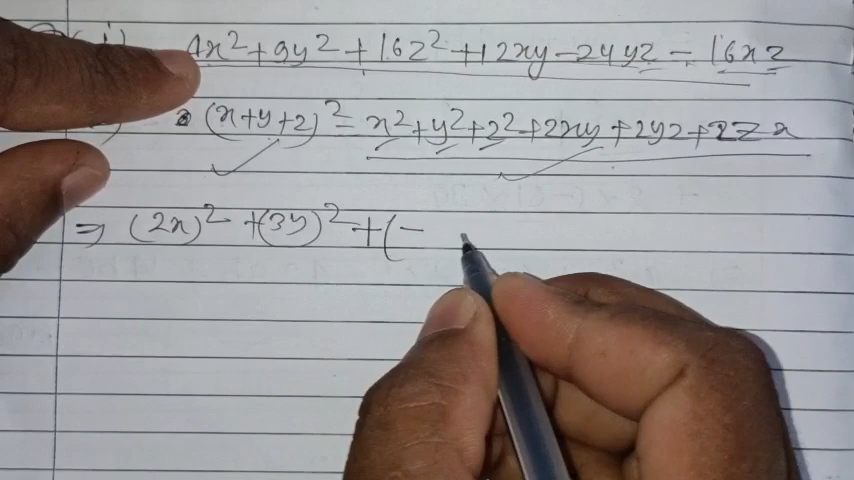 4x² + 9y² + 16z² + 12xy - 24yz - 16xz
(x+y+z)² = x² + y² + z² + 2xy + 2yz + 2zx
⇒ (2x)² + (3y)² + (-